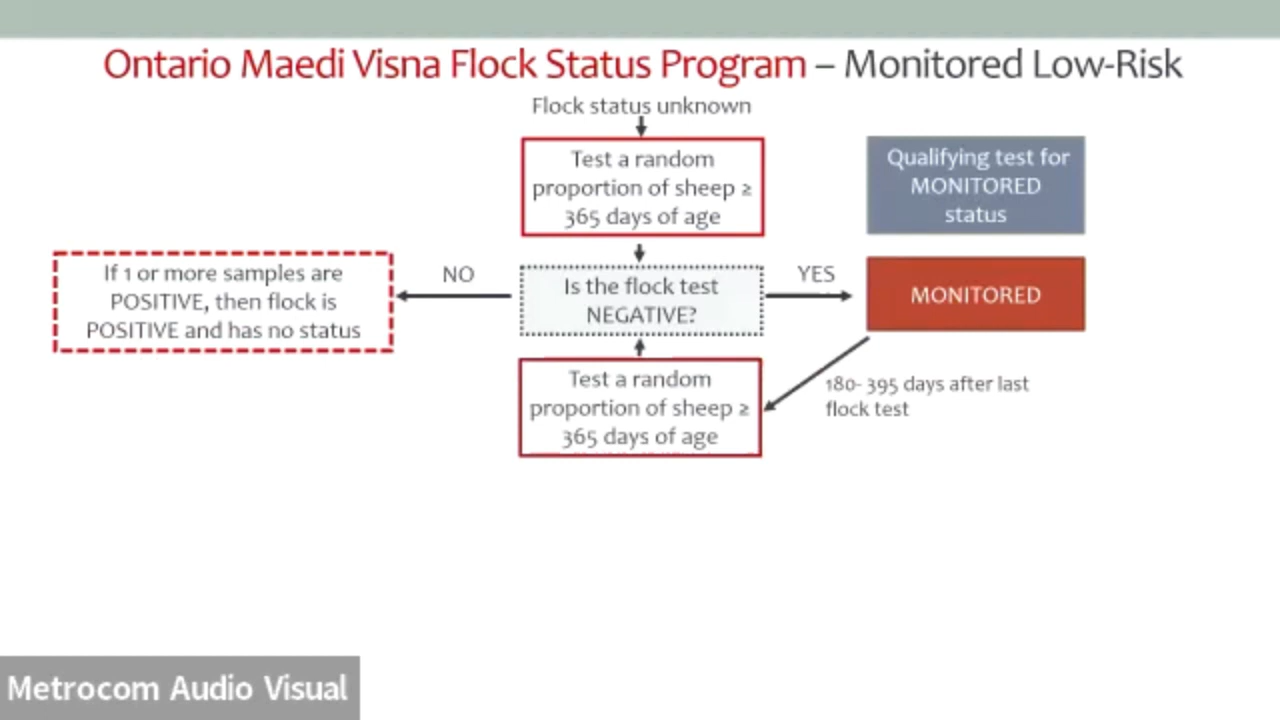 Ontario Maedi Visna Flock Status Program – Monitored Low-Risk
Flock status unknown
Test a random
proportion of sheep ≥
365 days of age
Qualifying test for
MONITORED
status
If 1 or more samples are
POSITIVE, then flock is
POSITIVE and has no status
NO
Is the flock test
NEGATIVE?
YES
MONITORED
Test a random
proportion of sheep ≥
365 days of age
180- 395 days after last
flock test
Metrocom Audio Visual